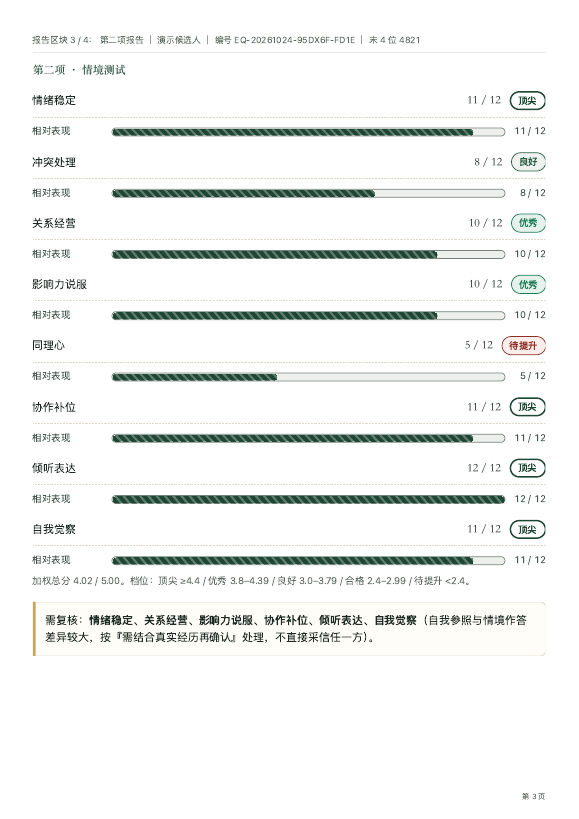 报告区块 3 / 4： 第二项报告 ｜ 演示候选人 ｜ 编号 EQ-20261024-95DX6F-FD1E ｜ 末 4 位 4821
第二项 · 情境测试
情绪稳定 11 / 12 顶尖
相对表现 11 / 12
冲突处理 8 / 12 良好
相对表现 8 / 12
关系经营 10 / 12 优秀
相对表现 10 / 12
影响力说服 10 / 12 优秀
相对表现 10 / 12
同理心 5 / 12 待提升
相对表现 5 / 12
协作补位 11 / 12 顶尖
相对表现 11 / 12
倾听表达 12 / 12 顶尖
相对表现 12 / 12
自我觉察 11 / 12 顶尖
相对表现 11 / 12
加权总分 4.02 / 5.00。档位：顶尖 ≥4.4 / 优秀 3.8–4.39 / 良好 3.0–3.79 / 合格 2.4–2.99 / 待提升 <2.4。
需复核：情绪稳定、关系经营、影响力说服、协作补位、倾听表达、自我觉察（自我参照与情境作答
差异较大，按『需结合真实经历再确认』处理，不直接采信任一方）。
第 3 页